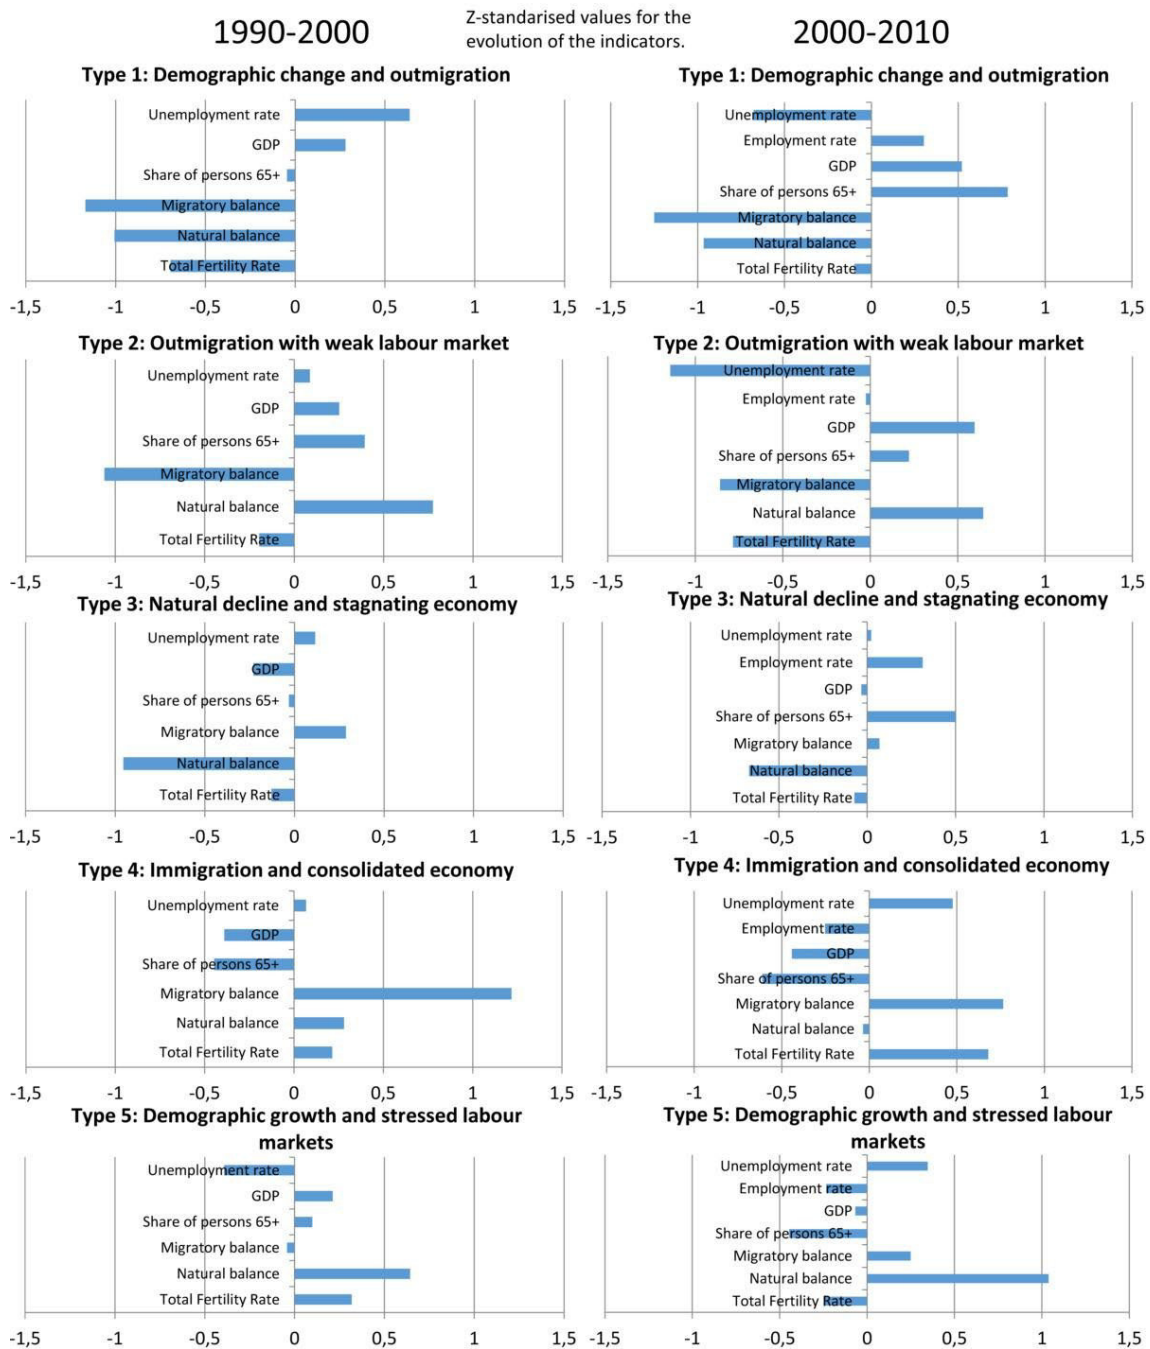 1990-2000
Z-standarised values for the
evolution of the indicators.
2000-2010
Type 1: Demographic change and outmigration
Unemployment rate
GDP
Share of persons 65+
Migratory balance
Natural balance
Total Fertility Rate
-1,5 -1 -0,5 0 0,5 1 1,5
Type 1: Demographic change and outmigration
Unemployment rate
Employment rate
GDP
Share of persons 65+
Migratory balance
Natural balance
Total Fertility Rate
-1,5 -1 -0,5 0 0,5 1 1,5
Type 2: Outmigration with weak labour market
Unemployment rate
GDP
Share of persons 65+
Migratory balance
Natural balance
Total Fertility Rate
-1,5 -1 -0,5 0 0,5 1 1,5
Type 2: Outmigration with weak labour market
Unemployment rate
Employment rate
GDP
Share of persons 65+
Migratory balance
Natural balance
Total Fertility Rate
-1,5 -1 -0,5 0 0,5 1 1,5
Type 3: Natural decline and stagnating economy
Unemployment rate
GDP
Share of persons 65+
Migratory balance
Natural balance
Total Fertility Rate
-1,5 -1 -0,5 0 0,5 1 1,5
Type 3: Natural decline and stagnating economy
Unemployment rate
Employment rate
GDP
Share of persons 65+
Migratory balance
Natural balance
Total Fertility Rate
-1,5 -1 -0,5 0 0,5 1 1,5
Type 4: Immigration and consolidated economy
Unemployment rate
GDP
Share of persons 65+
Migratory balance
Natural balance
Total Fertility Rate
-1,5 -1 -0,5 0 0,5 1 1,5
Type 4: Immigration and consolidated economy
Unemployment rate
Employment rate
GDP
Share of persons 65+
Migratory balance
Natural balance
Total Fertility Rate
-1,5 -1 -0,5 0 0,5 1 1,5
Type 5: Demographic growth and stressed labour
markets
Unemployment rate
GDP
Share of persons 65+
Migratory balance
Natural balance
Total Fertility Rate
-1,5 -1 -0,5 0 0,5 1 1,5
Type 5: Demographic growth and stressed labour
markets
Unemployment rate
Employment rate
GDP
Share of persons 65+
Migratory balance
Natural balance
Total Fertility Rate
-1,5 -1 -0,5 0 0,5 1 1,5